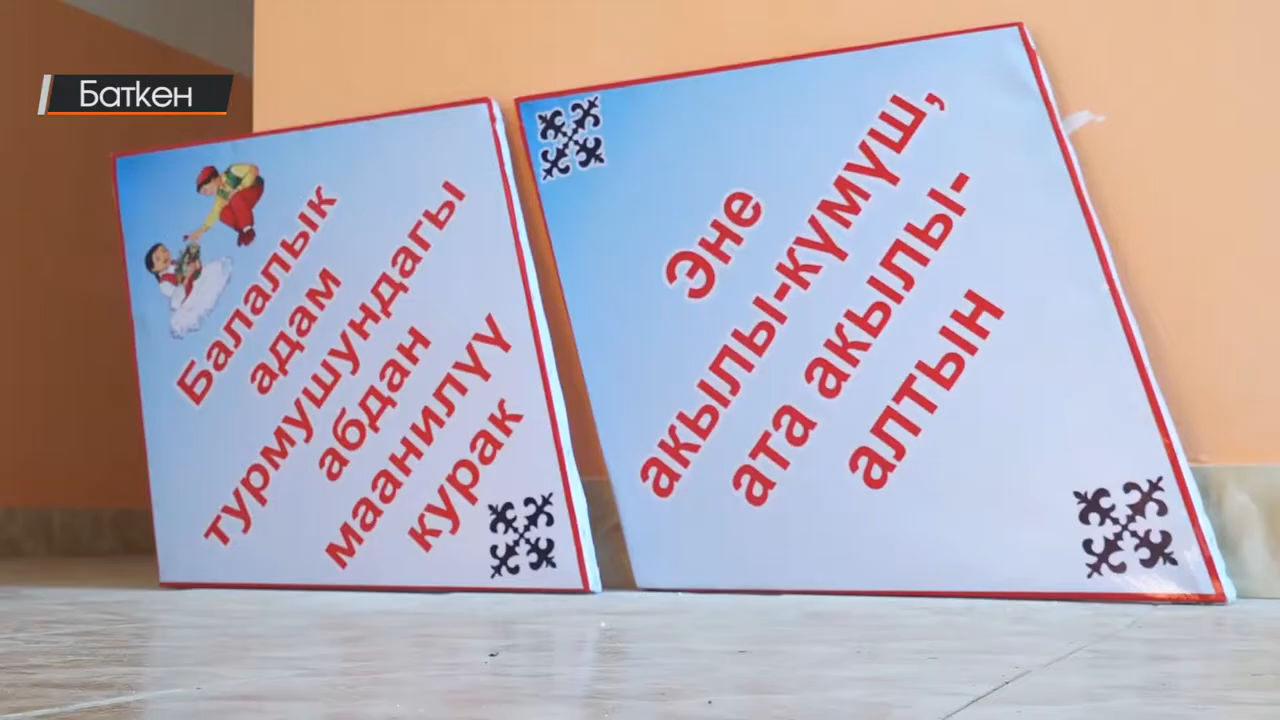 Баткен
Балалык
адам
турмушундагы
абдан
маанилүү
курак
Эне
акылы-күмүш,
ата акылы-
алтын